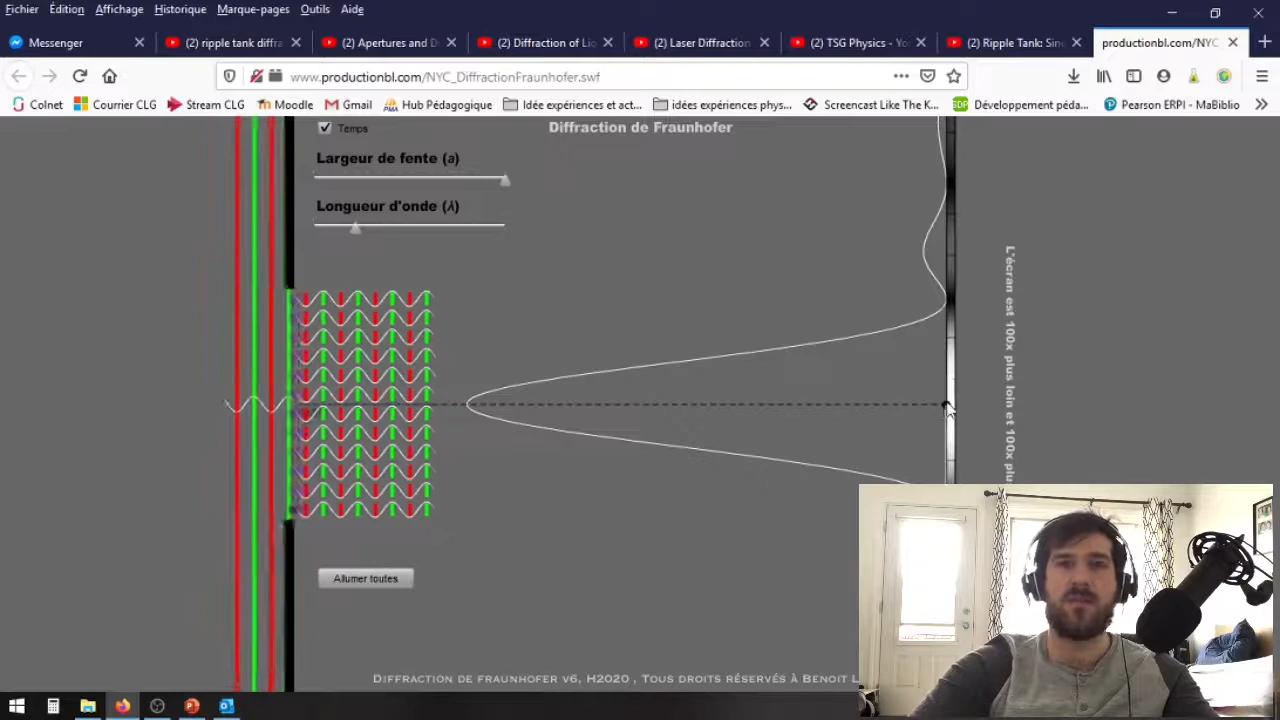 Fichier Édition Affichage Historique Marque-pages Outils Aide
Messenger (2) ripple tank diffra (2) Apertures and D (2) Diffraction of Lig (2) Laser Diffraction (2) TSG Physics - Yo (2) Ripple Tank: Sin productionbl.com/NYC_
www.productionbl.com/NYC_DiffractionFraunhofer.swf
Colnet Courrier CLG Stream CLG Moodle Gmail Hub Pédagogique Idée expériences et act... idées expériences phys... Screencast Like The K... Développement péda... Pearson ERPI - MaBiblio
Temps
Diffraction de Fraunhofer
Largeur de fente (a)
Longueur d'onde (λ)
L'écran est 100x plus loin et 100x plus
Allumer toutes
DIFFRACTION DE FRAUNHOFER V6, H2020 , TOUS DROITS RÉSERVÉS À BENOIT L